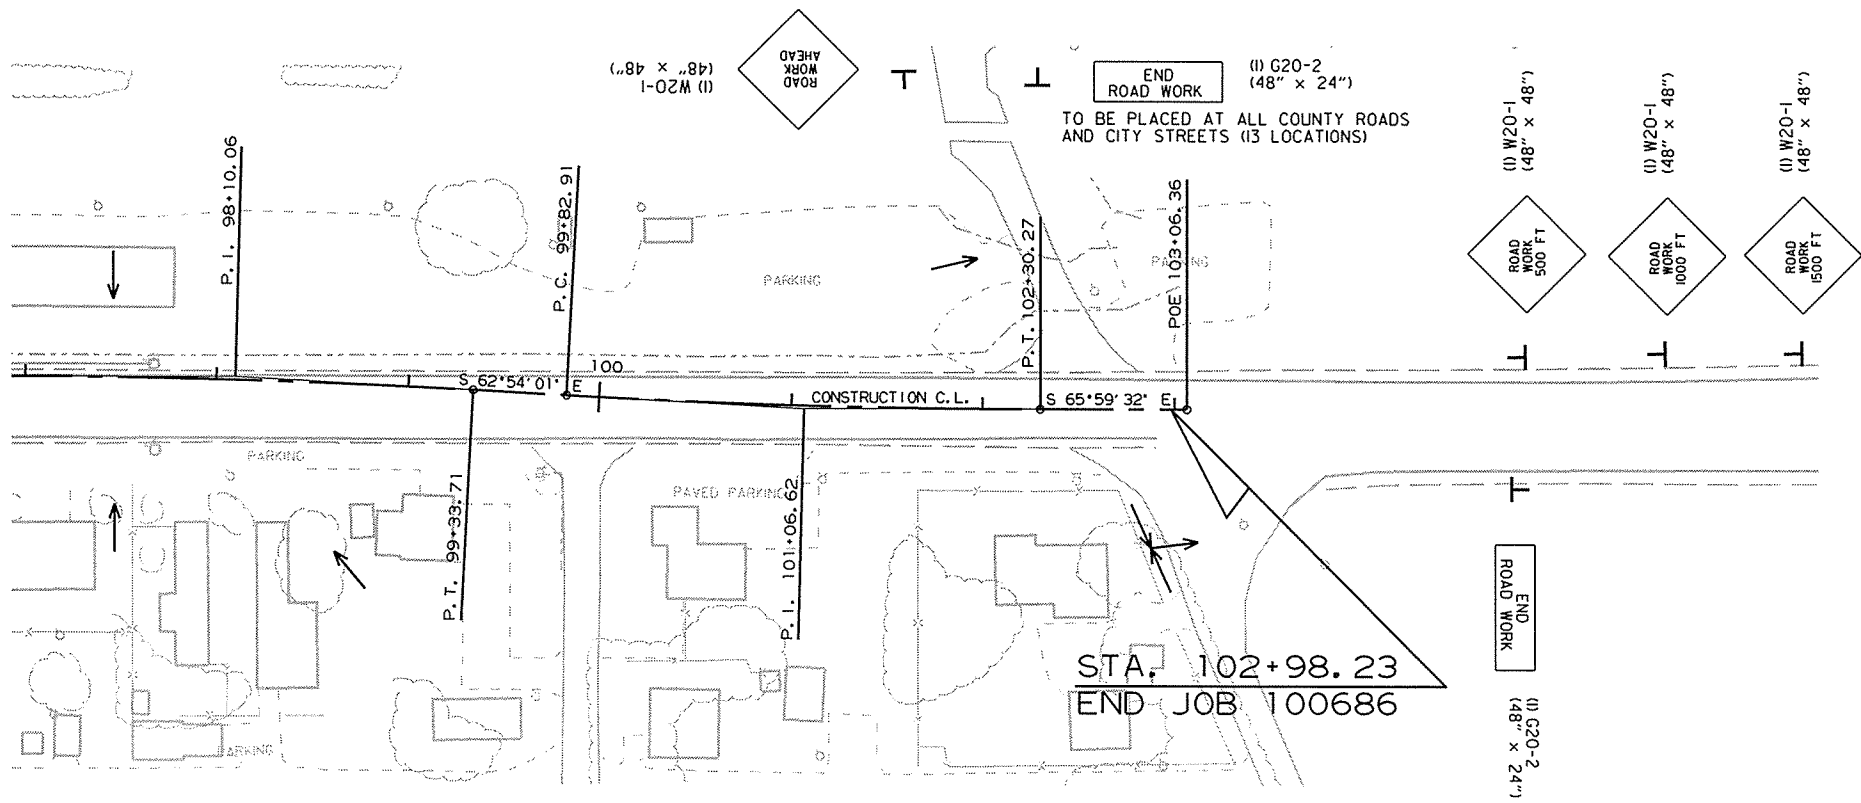 (1) W20-1
(48" × 48")
ROAD
WORK
AHEAD
END
ROAD WORK
(1) G20-2
(48" × 24")
TO BE PLACED AT ALL COUNTY ROADS
AND CITY STREETS (13 LOCATIONS)
(1) W20-1
(48" × 48")
(1) W20-1
(48" × 48")
(1) W20-1
(48" × 48")
ROAD
WORK
500 FT
ROAD
WORK
1000 FT
ROAD
WORK
1500 FT
P.I. 98+10.06
P.C. 99+82.91
P.T. 102+30.27
POE 103+06.36
PARKING
PARKING
100
S 62°54'01" E
CONSTRUCTION C.L.
S 65°59'32" E
PARKING
P.T. 99+33.71
PAVED PARKING
P.I. 101+06.62
STA. 102+98.23
END JOB 100686
END
ROAD WORK
(1) G20-2
(48" × 24")
PARKING